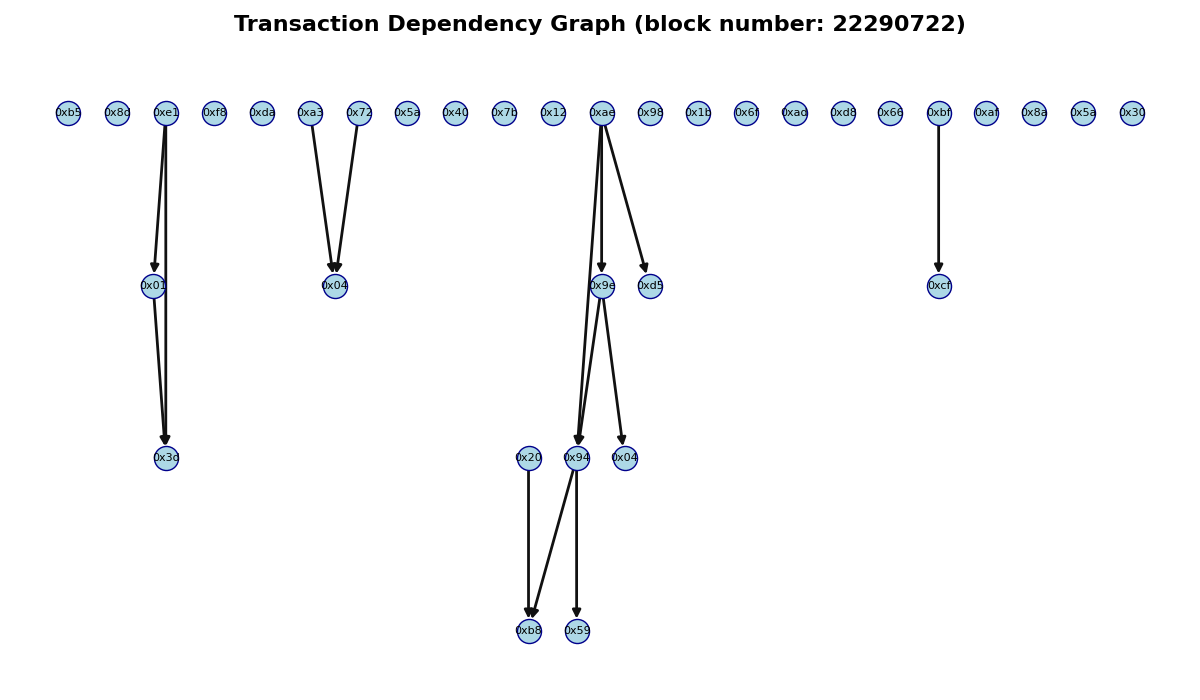 Transaction Dependency Graph (block number: 22290722)
0xb5 0x8d 0xe1 0xf8 0xda 0xa3 0x72 0x5a 0x40 0x7b 0x12 0xae 0x98 0x1b 0x6f 0xad 0xd8 0x66 0xbf 0xaf 0x8a 0x5a 0x30
0x01 0x04 0x9e 0xd5 0xcf
0x3d 0x20 0x94 0x04
0xb8 0x59